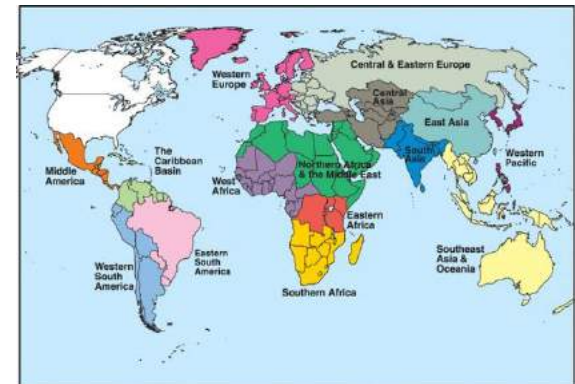 Western
Europe
Central & Eastern Europe
Central
Asia
East Asia
South
Asia
Western
Pacific
Middle
America
The
Caribbean
Basin
West
Africa
Northern Africa
& the Middle East
Eastern
Africa
Western
South
America
Eastern
South
America
Southern Africa
Southeast
Asia &
Oceania